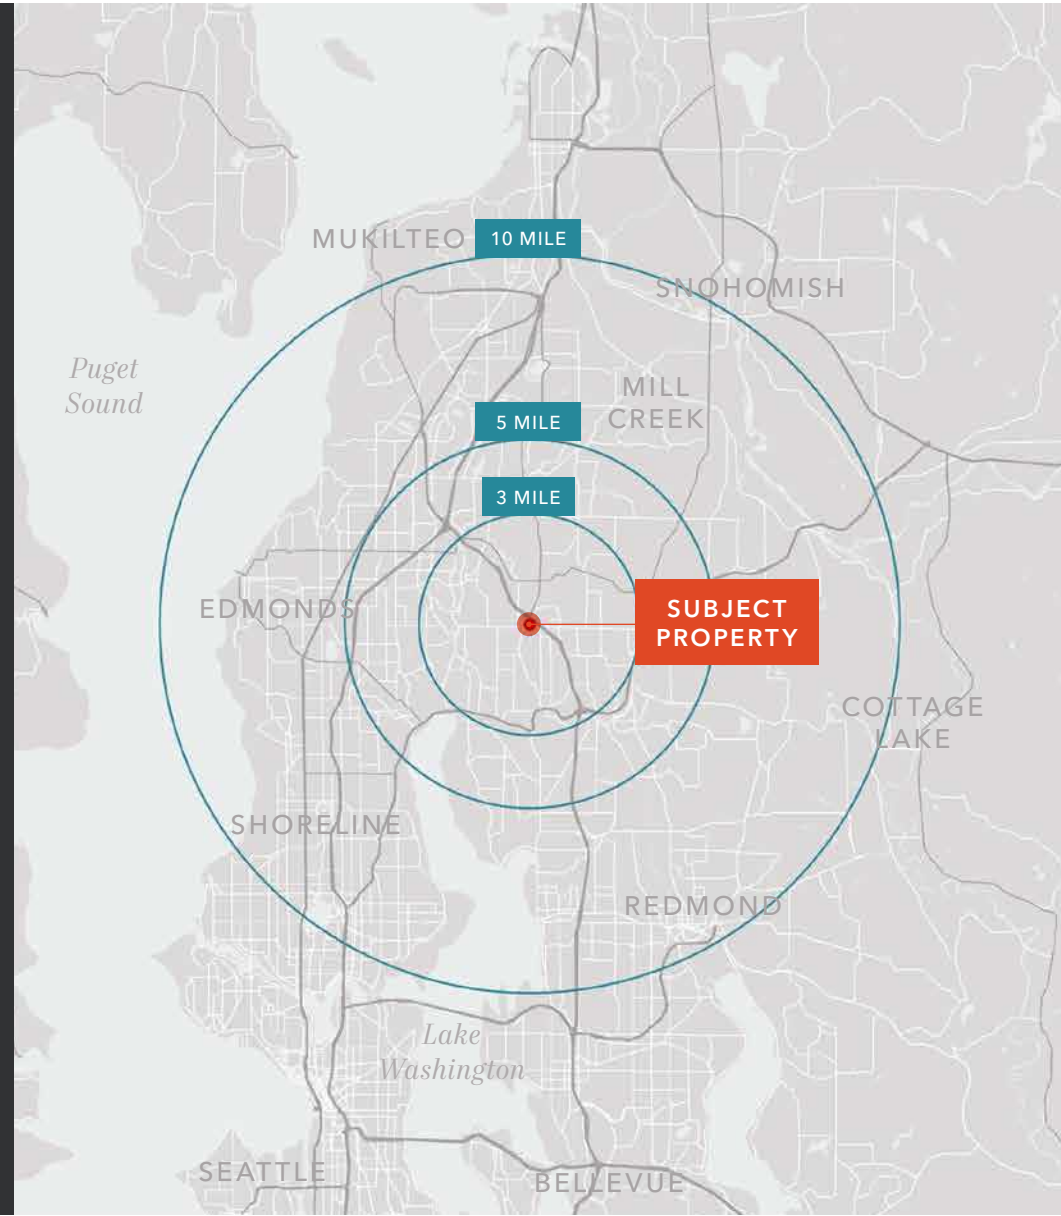 MUKILTEO
10 MILE
SNOHOMISH
Puget
Sound
MILL
CREEK
5 MILE
3 MILE
EDMONDS
SUBJECT
PROPERTY
COTTAGE
LAKE
SHORELINE
REDMOND
Lake
Washington
SEATTLE
BELLEVUE